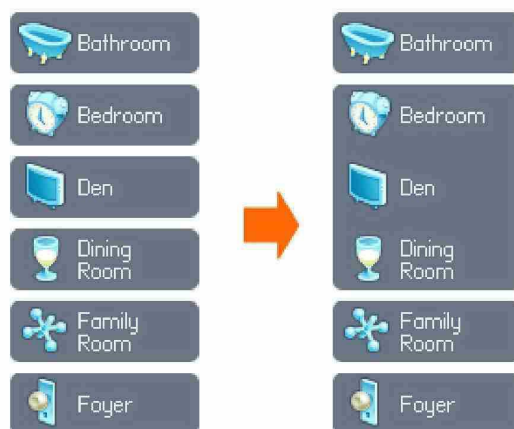 Bathroom
Bedroom
Den
Dining
Room
Family
Room
Foyer
Bathroom
Bedroom
Den
Dining
Room
Family
Room
Foyer